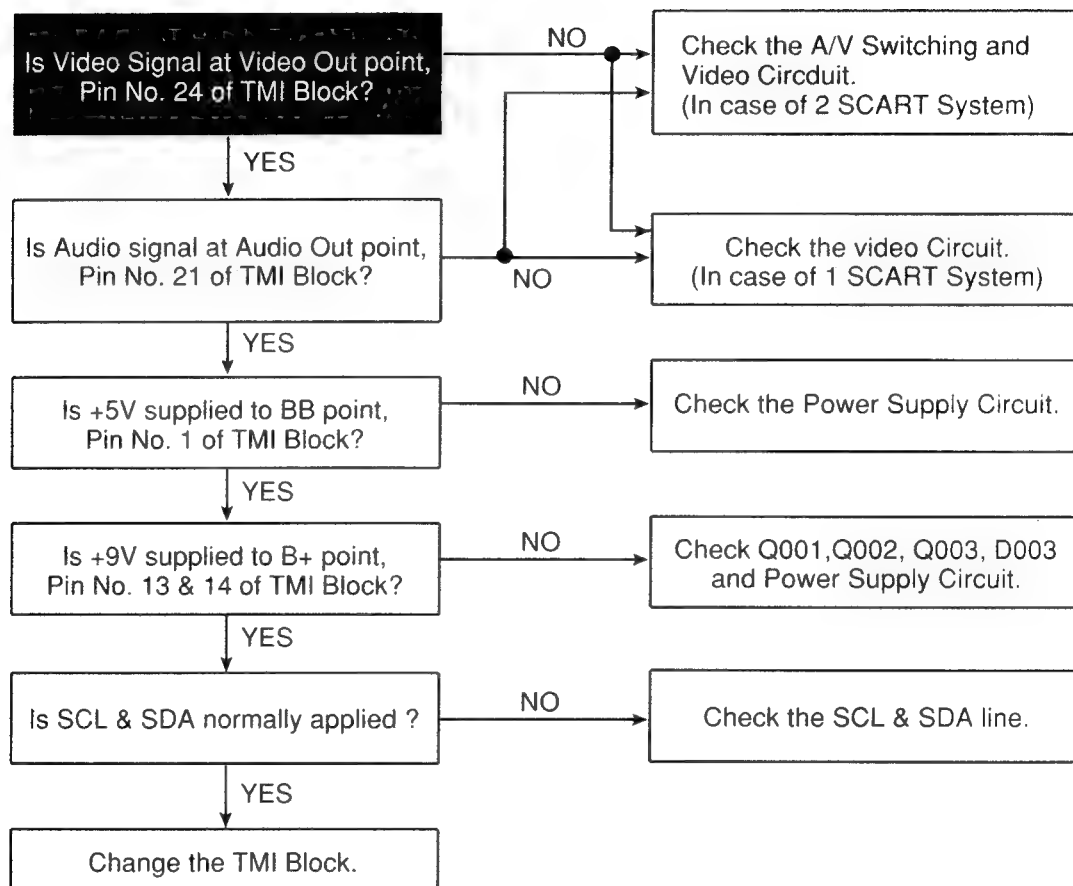 Is Video Signal at Video Out point,
Pin No. 24 of TMI Block?
NO
Check the A/V Switching and
Video Circduit.
(In case of 2 SCART System)
YES
Is Audio signal at Audio Out point,
Pin No. 21 of TMI Block?
NO
Check the video Circuit.
(In case of 1 SCART System)
YES
Is +5V supplied to BB point,
Pin No. 1 of TMI Block?
NO
Check the Power Supply Circuit.
YES
Is +9V supplied to B+ point,
Pin No. 13 & 14 of TMI Block?
NO
Check Q001,Q002, Q003, D003
and Power Supply Circuit.
YES
Is SCL & SDA normally applied ?
NO
Check the SCL & SDA line.
YES
Change the TMI Block.